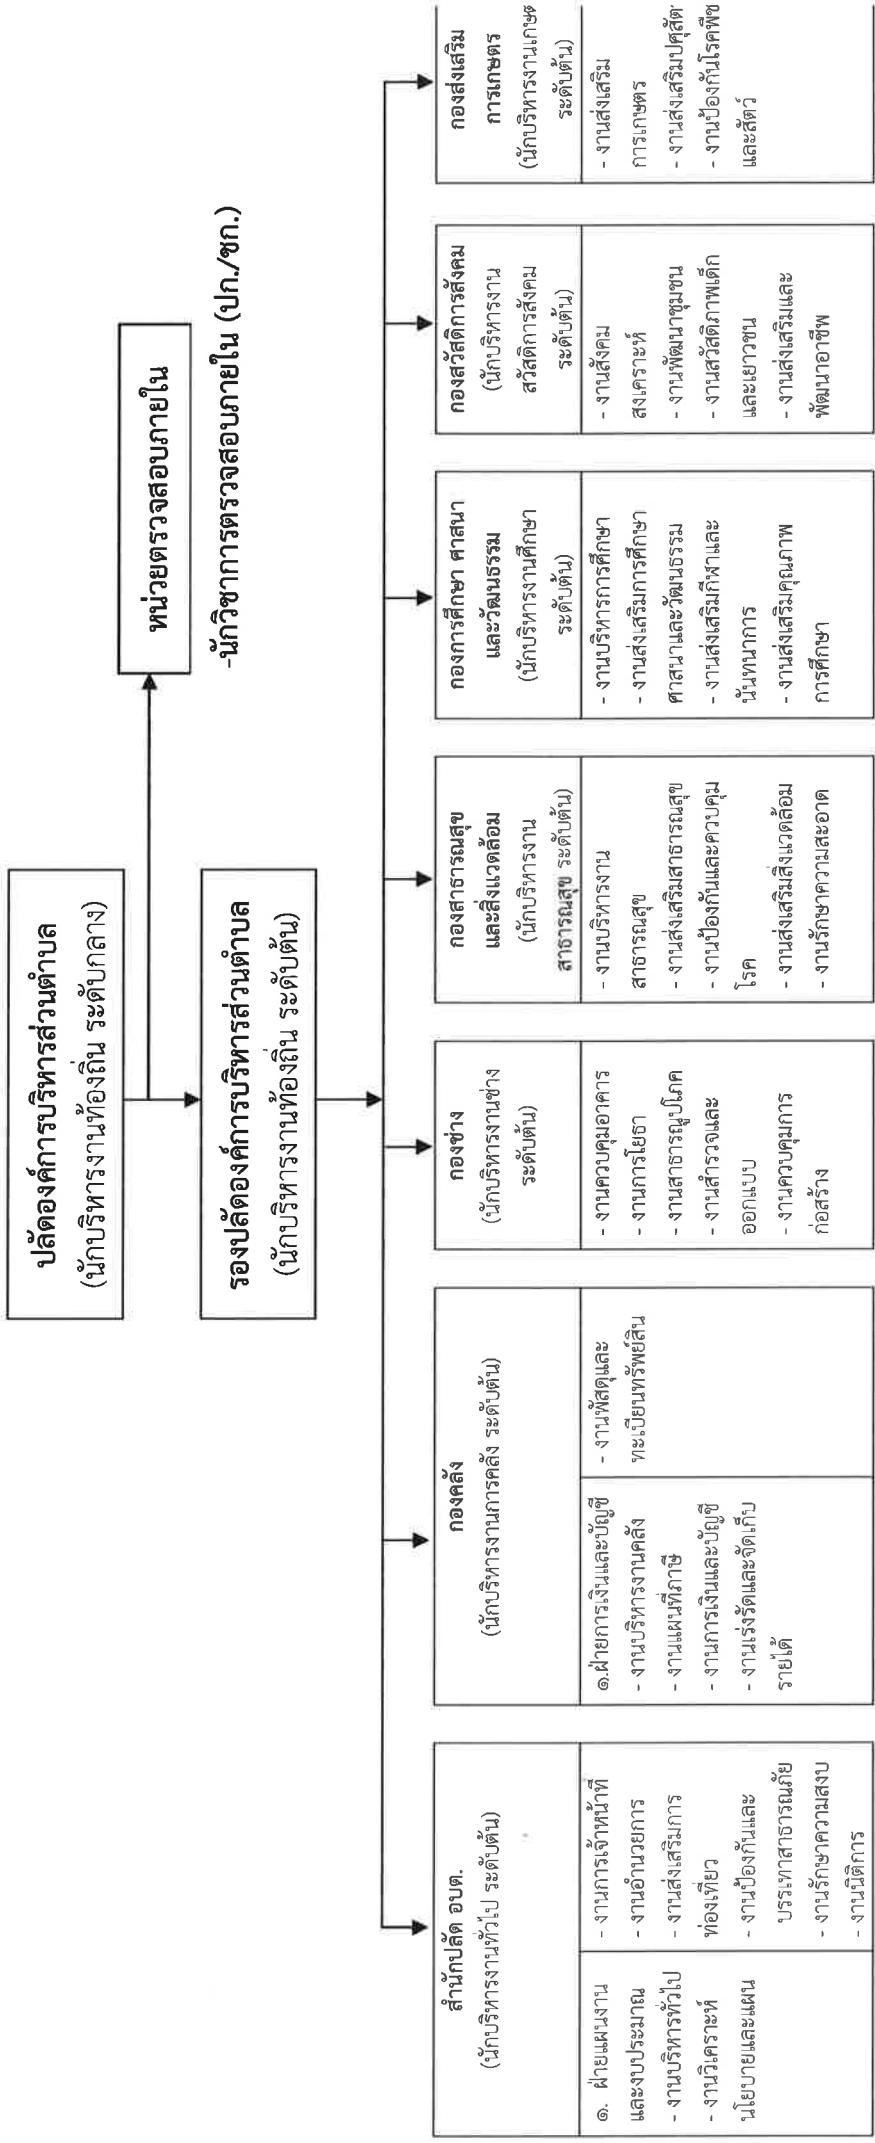 ปลัดองค์การบริหารส่วนตำบล
(นักบริหารงานท้องถิ่น ระดับกลาง)
หน่วยตรวจสอบภายใน
-นักวิชาการตรวจสอบภายใน (ปก./ชก.)
รองปลัดองค์การบริหารส่วนตำบล
(นักบริหารงานท้องถิ่น ระดับต้น)
สำนักปลัด อบต.
(นักบริหารงานทั่วไป ระดับต้น)
๑. ฝ่ายแผนงาน
และงบประมาณ
- งานบริหารทั่วไป
- งานวิเคราะห์
นโยบายและแผน
- งานการเจ้าหน้าที่
- งานอำนวยการ
- งานส่งเสริมการ
ท่องเที่ยว
- งานป้องกันและ
บรรเทาสาธารณภัย
- งานรักษาความสงบ
- งานนิติการ
กองคลัง
(นักบริหารงานการคลัง ระดับต้น)
๑.ฝ่ายการเงินและบัญชี
- งานบริหารงานคลัง
- งานแผนที่ภาษี
- งานการเงินและบัญชี
- งานเร่งรัดและจัดเก็บ
รายได้
- งานพัสดุและ
ทะเบียนทรัพย์สิน
กองช่าง
(นักบริหารงานช่าง
ระดับต้น)
- งานควบคุมอาคาร
- งานการโยธา
- งานสาธารณูปโภค
- งานสำรวจและ
ออกแบบ
- งานควบคุมการ
ก่อสร้าง
กองสาธารณสุข
และสิ่งแวดล้อม
(นักบริหารงาน
สาธารณสุข ระดับต้น)
- งานบริหารงาน
สาธารณสุข
- งานส่งเสริมสาธารณสุข
- งานป้องกันและควบคุม
โรค
- งานส่งเสริมสิ่งแวดล้อม
- งานรักษาความสะอาด
กองการศึกษา ศาสนา
และวัฒนธรรม
(นักบริหารงานศึกษา
ระดับต้น)
- งานบริหารการศึกษา
- งานส่งเสริมการศึกษา
ศาสนาและวัฒนธรรม
- งานส่งเสริมกีฬาและ
นันทนาการ
- งานส่งเสริมคุณภาพ
การศึกษา
กองสวัสดิการสังคม
(นักบริหารงาน
สวัสดิการสังคม
ระดับต้น)
- งานสังคม
สงเคราะห์
- งานพัฒนาชุมชน
- งานสวัสดิภาพเด็ก
และเยาวชน
- งานส่งเสริมและ
พัฒนาอาชีพ
กองส่งเสริม
การเกษตร
(นักบริหารงานเกษต
ระดับต้น)
- งานส่งเสริม
การเกษตร
- งานส่งเสริมปศุสัต
- งานป้องกันโรคพืช
และสัตว์